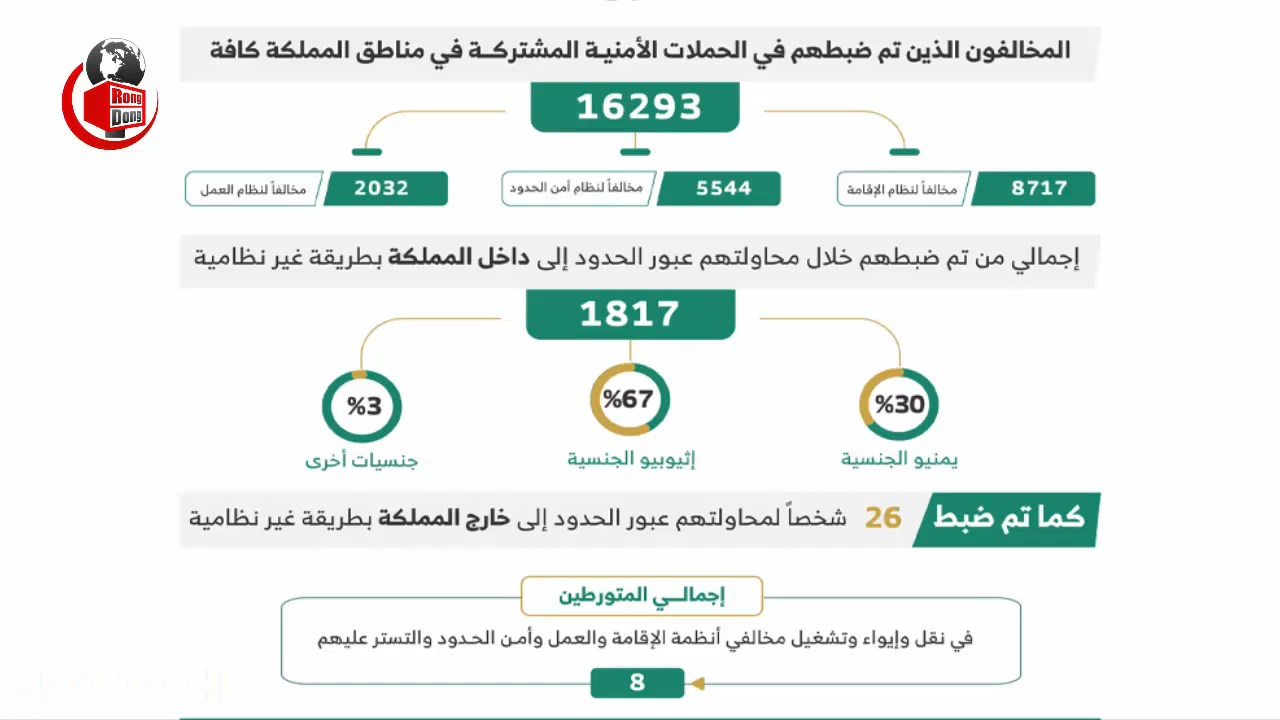 المخالفون الذين تم ضبطهم في الحملات الأمنية المشتركة في مناطق المملكة كافة
Rong
Dong
16293
8717 مخالفاً لنظام الإقامة
5544 مخالفاً لنظام أمن الحدود
2032 مخالفاً لنظام العمل
إجمالي من تم ضبطهم خلال محاولتهم عبور الحدود إلى داخل المملكة بطريقة غير نظامية
1817
%30
يمنيو الجنسية
%67
إثيوبيو الجنسية
%3
جنسيات أخرى
كما تم ضبط 26 شخصاً لمحاولتهم عبور الحدود إلى خارج المملكة بطريقة غير نظامية
إجمالـــي المتورطين
في نقل وإيواء وتشغيل مخالفي أنظمة الإقامة والعمل وأمن الحدود والتستر عليهم
8